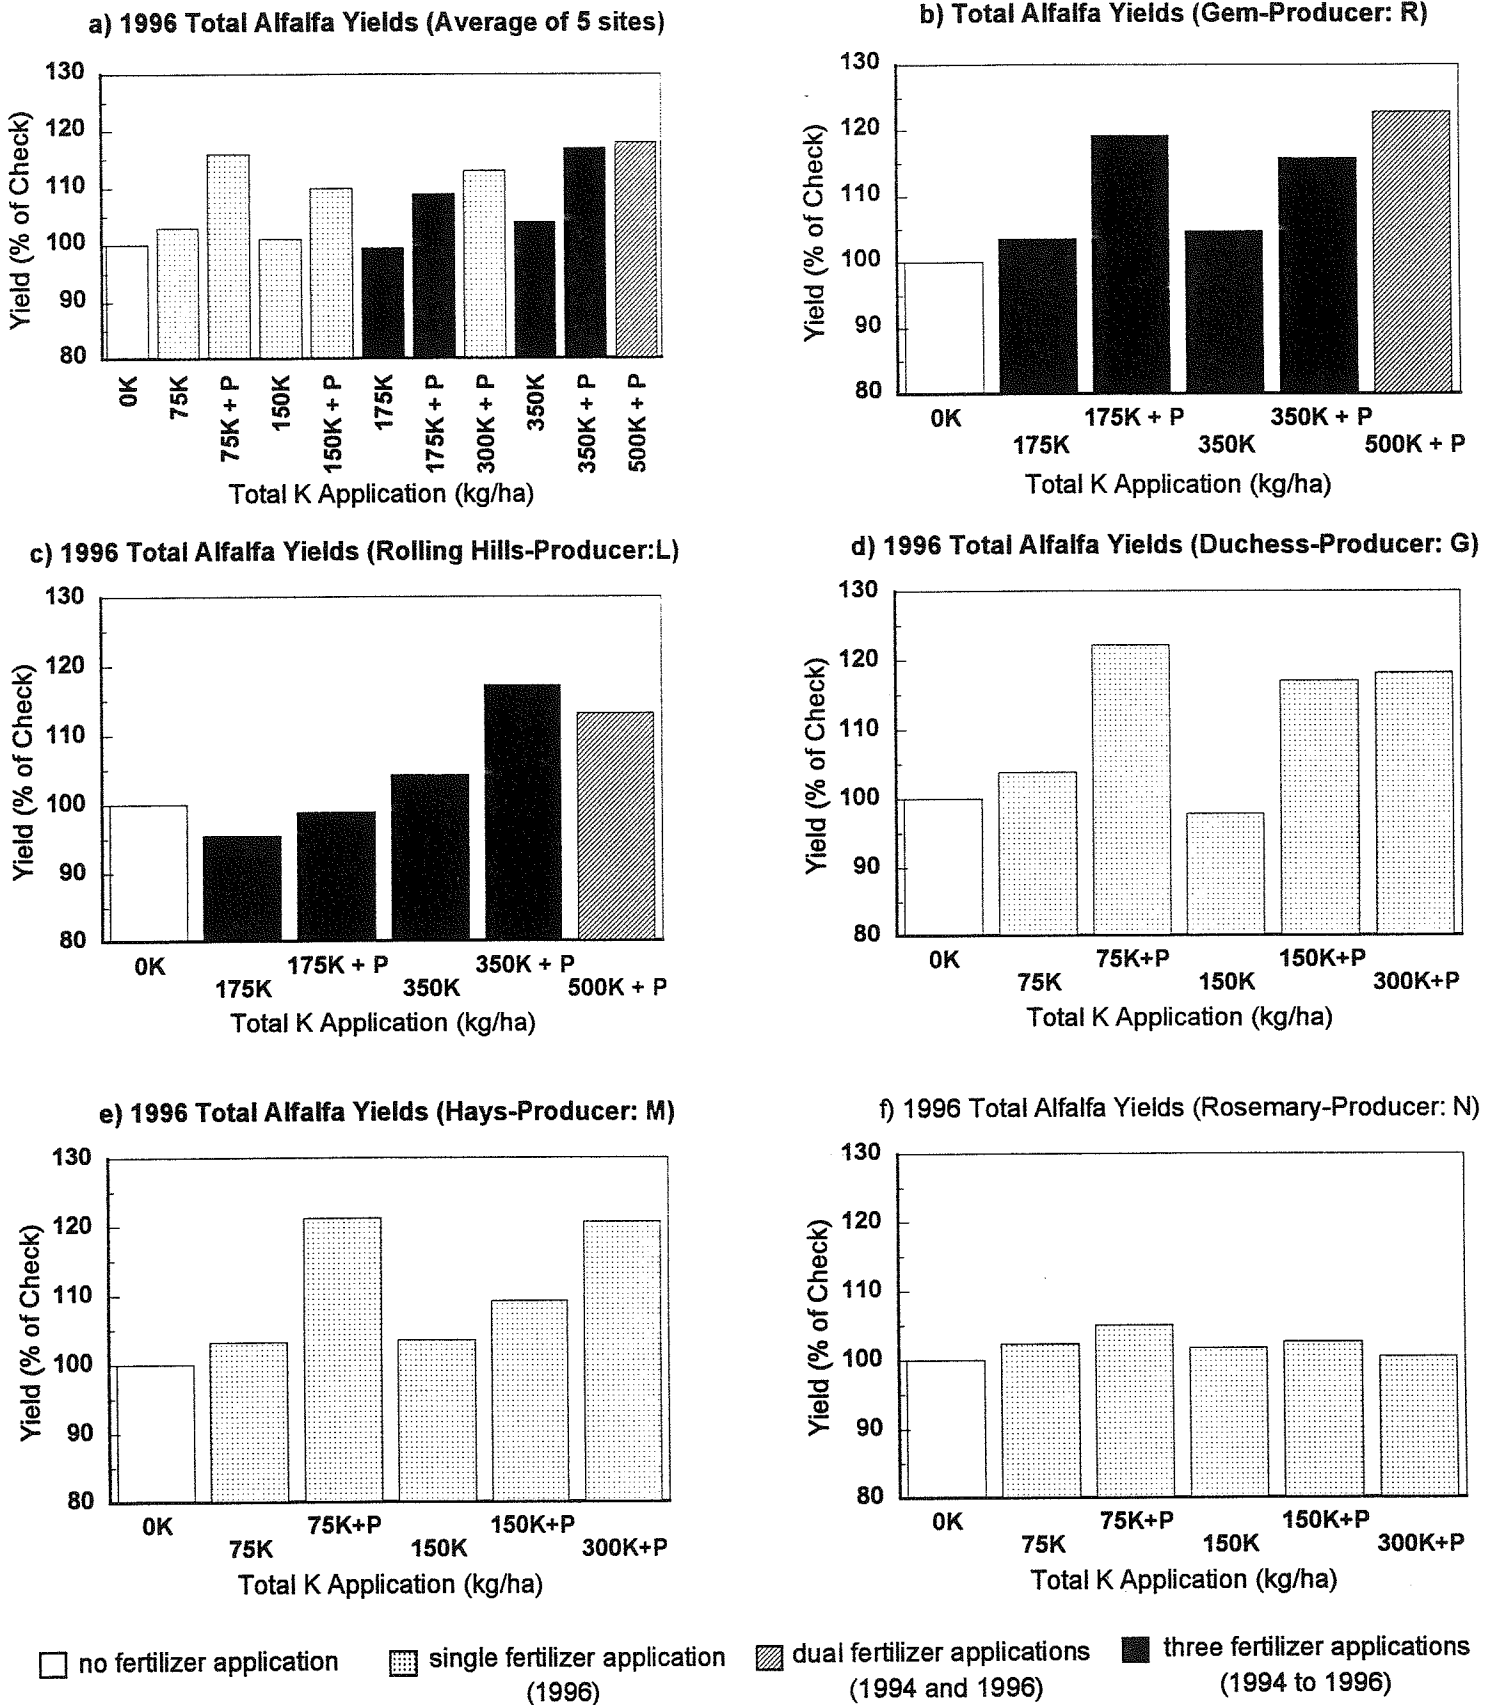 a) 1996 Total Alfalfa Yields (Average of 5 sites)
130
120
110
100
90
80
Yield (% of Check)
0K
75K
75K + P
150K
150K + P
175K
175K + P
300K + P
350K
350K + P
500K + P
Total K Application (kg/ha)
b) Total Alfalfa Yields (Gem-Producer: R)
130
120
110
100
90
80
Yield (% of Check)
0K 175K + P 350K + P
175K 350K 500K + P
Total K Application (kg/ha)
c) 1996 Total Alfalfa Yields (Rolling Hills-Producer:L)
130
120
110
100
90
80
Yield (% of Check)
0K 175K + P 350K + P
175K 350K 500K + P
Total K Application (kg/ha)
d) 1996 Total Alfalfa Yields (Duchess-Producer: G)
130
120
110
100
90
80
Yield (% of Check)
0K 75K+P 150K+P
75K 150K 300K+P
Total K Application (kg/ha)
e) 1996 Total Alfalfa Yields (Hays-Producer: M)
130
120
110
100
90
80
Yield (% of Check)
0K 75K+P 150K+P
75K 150K 300K+P
Total K Application (kg/ha)
f) 1996 Total Alfalfa Yields (Rosemary-Producer: N)
130
120
110
100
90
80
Yield (% of Check)
0K 75K+P 150K+P
75K 150K 300K+P
Total K Application (kg/ha)
no fertilizer application
single fertilizer application
(1996)
dual fertilizer applications
(1994 and 1996)
three fertilizer applications
(1994 to 1996)